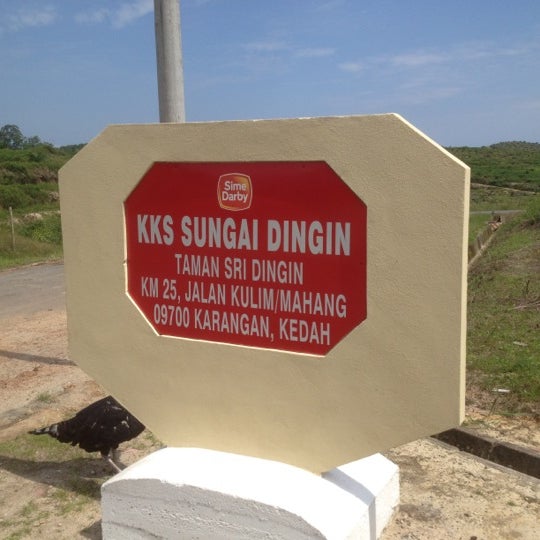 Sime
Darby
KKS SUNGAI DINGIN
TAMAN SRI DINGIN
KM 25, JALAN KULIM/MAHANG
09700 KARANGAN, KEDAH